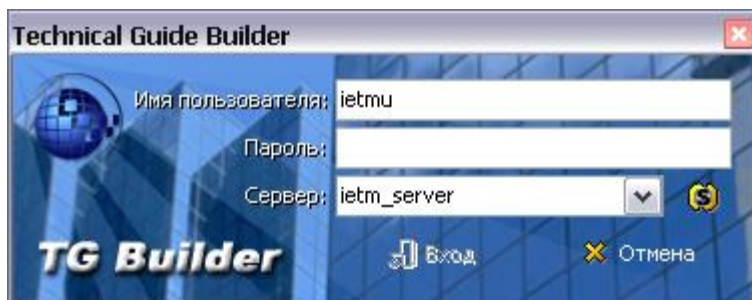 Technical Guide Builder
Имя пользователя: ietmu
Пароль:
Сервер: ietm_server
S
TG Builder
Вход Отмена